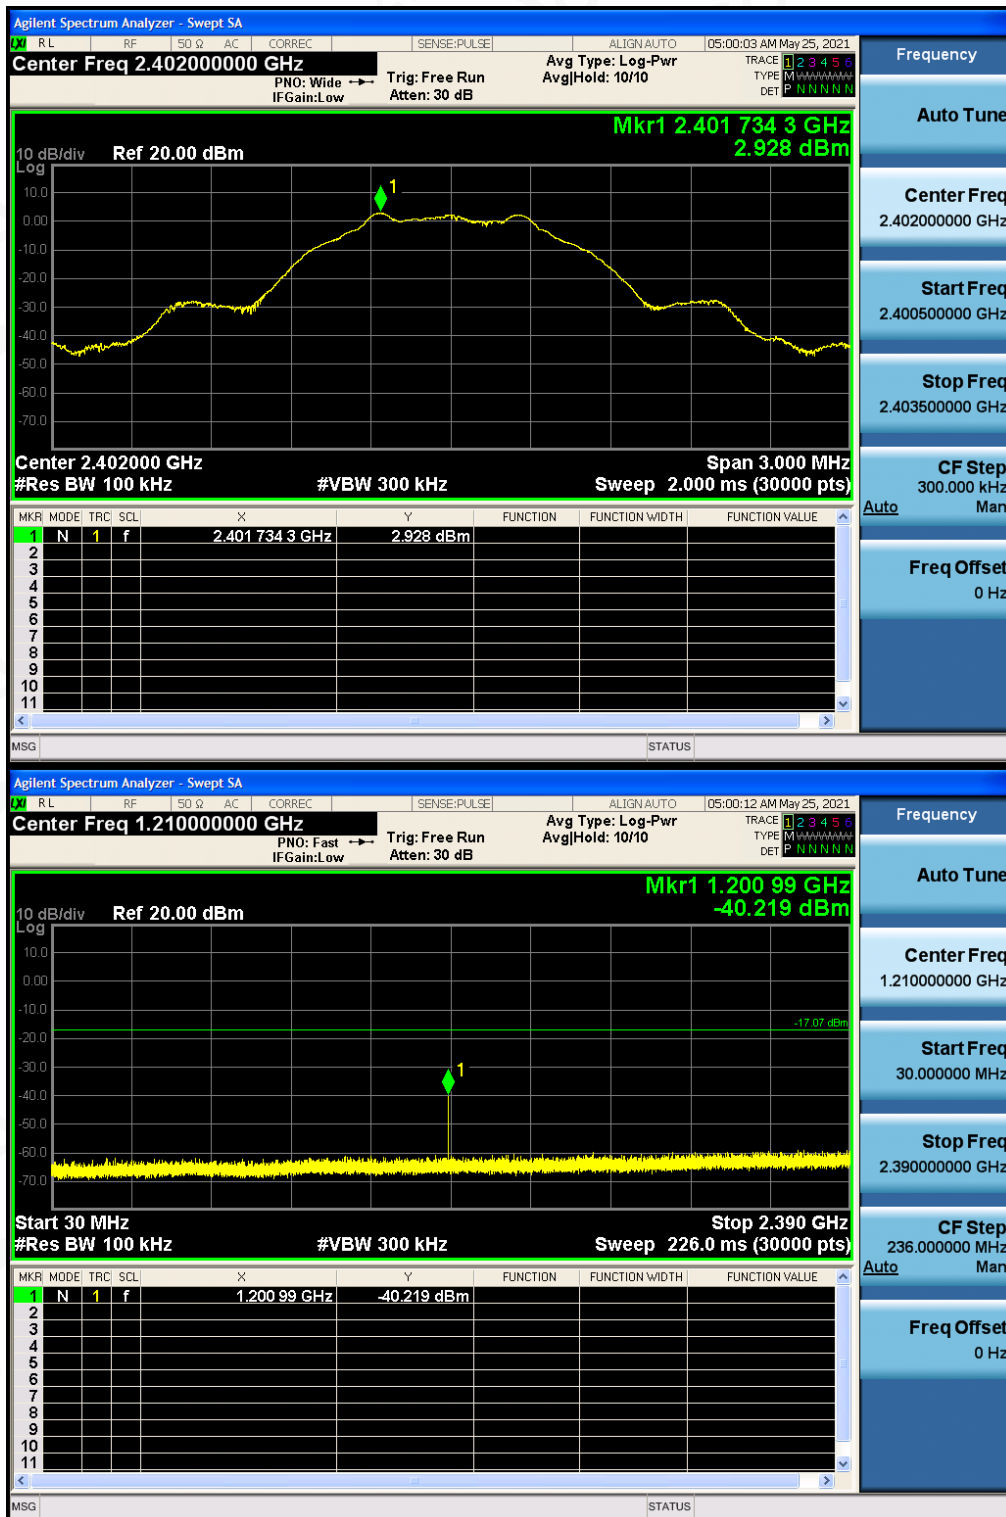 Agilent Spectrum Analyzer - Swept SA
LXI RL RF 50 Ω AC CORREC SENSE:PULSE ALIGN AUTO 05:00:03 AM May 25, 2021
Center Freq 2.402000000 GHz
PNO: Wide
IFGain:Low
Trig: Free Run
Atten: 30 dB
Avg Type: Log-Pwr
Avg|Hold: 10/10
TRACE 1 2 3 4 5 6
TYPE M WWWWW
DET P N N N N N
Frequency
Auto Tune
Center Freq
2.402000000 GHz
Start Freq
2.400500000 GHz
Stop Freq
2.403500000 GHz
CF Step
300.000 kHz
Auto Man
Freq Offset
0 Hz
Mkr1 2.401 734 3 GHz
2.928 dBm
10 dB/div Ref 20.00 dBm
Log
10.0
0.00
-10.0
-20.0
-30.0
-40.0
-50.0
-60.0
-70.0
1
Center 2.402000 GHz Span 3.000 MHz
#Res BW 100 kHz #VBW 300 kHz Sweep 2.000 ms (30000 pts)
MKR MODE TRC SCL X Y FUNCTION FUNCTION WIDTH FUNCTION VALUE
1 N 1 f 2.401 734 3 GHz 2.928 dBm
2
3
4
5
6
7
8
9
10
11
MSG STATUS
Agilent Spectrum Analyzer - Swept SA
LXI RL RF 50 Ω AC CORREC SENSE:PULSE ALIGN AUTO 05:00:12 AM May 25, 2021
Center Freq 1.210000000 GHz
PNO: Fast
IFGain:Low
Trig: Free Run
Atten: 30 dB
Avg Type: Log-Pwr
Avg|Hold: 10/10
TRACE 1 2 3 4 5 6
TYPE M WWWWW
DET P N N N N N
Frequency
Auto Tune
Center Freq
1.210000000 GHz
Start Freq
30.000000 MHz
Stop Freq
2.390000000 GHz
CF Step
236.000000 MHz
Auto Man
Freq Offset
0 Hz
Mkr1 1.200 99 GHz
-40.219 dBm
10 dB/div Ref 20.00 dBm
Log
10.0
0.00
-10.0
-20.0
-30.0
-40.0
-50.0
-60.0
-70.0
-17.07 dBm
1
Start 30 MHz Stop 2.390 GHz
#Res BW 100 kHz #VBW 300 kHz Sweep 226.0 ms (30000 pts)
MKR MODE TRC SCL X Y FUNCTION FUNCTION WIDTH FUNCTION VALUE
1 N 1 f 1.200 99 GHz -40.219 dBm
2
3
4
5
6
7
8
9
10
11
MSG STATUS